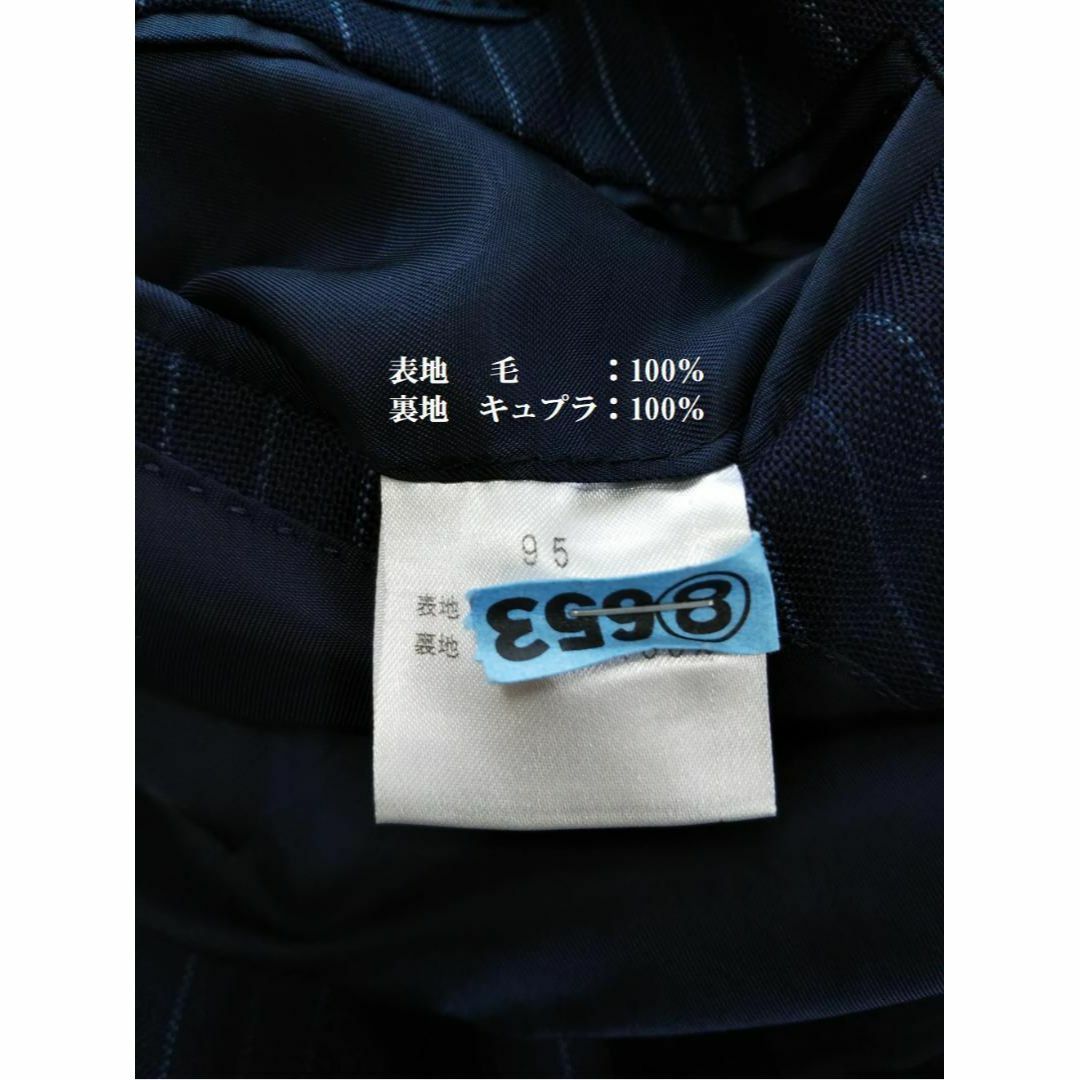 表地　毛　　　：100%
裏地　キュプラ：100%
95
表地
⑧653
裏地